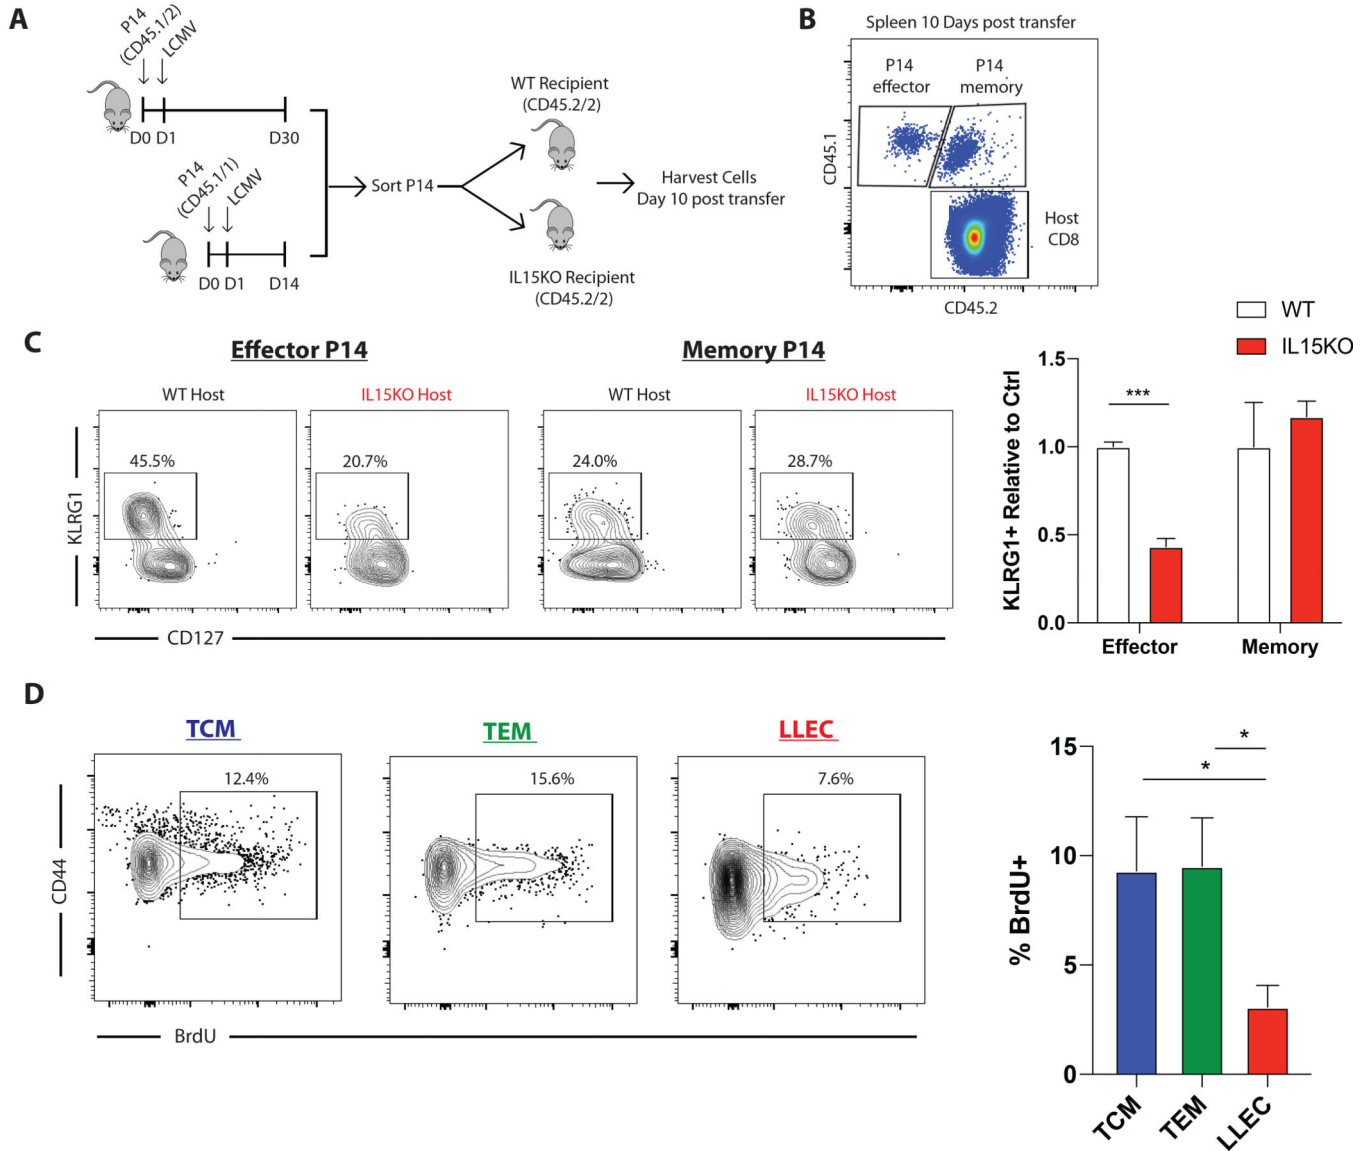 A
P14
(CD45.1/2)
LCMV
D0 D1
D30
P14
(CD45.1/1)
LCMV
D0 D1
D14
Sort P14
WT Recipient
(CD45.2/2)
IL15KO Recipient
(CD45.2/2)
Harvest Cells
Day 10 post transfer
B
Spleen 10 Days post transfer
P14
effector
P14
memory
Host
CD8
CD45.1
CD45.2
C
Effector P14
Memory P14
WT Host
IL15KO Host
WT Host
IL15KO Host
45.5%
20.7%
24.0%
28.7%
KLRG1
CD127
WT
IL15KO
KLRG1+ Relative to Ctrl
1.5
1.0
0.5
0.0
***
Effector
Memory
D
TCM
TEM
LLEC
12.4%
15.6%
7.6%
CD44
BrdU
% BrdU+
15
10
5
0
*
*
TCM
TEM
LLEC